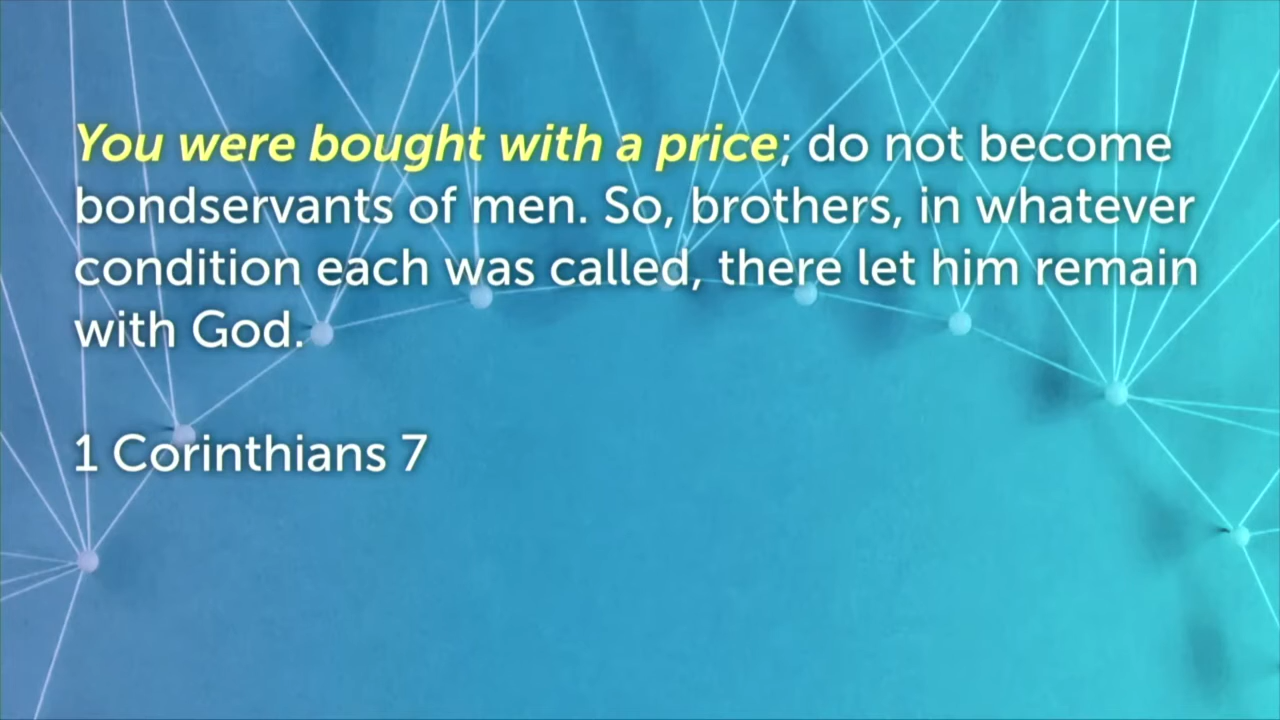 You were bought with a price; do not become
bondservants of men. So, brothers, in whatever
condition each was called, there let him remain
with God.
1 Corinthians 7